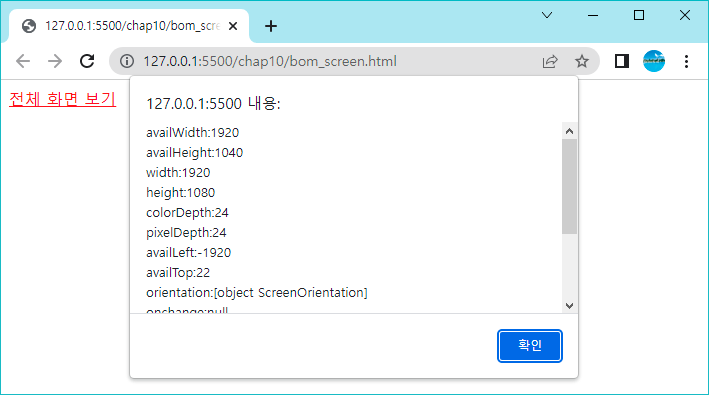 127.0.0.1:5500/chap10/bom_scre
127.0.0.1:5500/chap10/bom_screen.html
전체 화면 보기
127.0.0.1:5500 내용:
availWidth:1920
availHeight:1040
width:1920
height:1080
colorDepth:24
pixelDepth:24
availLeft:-1920
availTop:22
orientation:[object ScreenOrientation]
onchange:null
확인